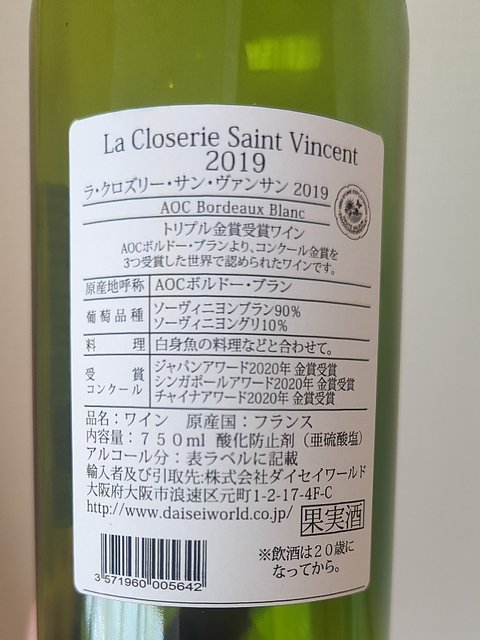 La Closerie Saint Vincent
2019
ラ・クロズリー・サン・ヴァンサン 2019
AOC Bordeaux Blanc
トリプル金賞受賞ワイン
AOCボルドー・ブランより、コンクール金賞を
3つ受賞した世界で認められたワインです。
原産地呼称 AOCボルドー・ブラン
葡萄品種 ソーヴィニヨンブラン90%
ソーヴィニヨングリ10%
料理 白身魚の料理などと合わせて。
受賞コンクール ジャパンアワード2020年 金賞受賞
シンガポールアワード2020年 金賞受賞
チャイナアワード2020年 金賞受賞
品名:ワイン 原産国:フランス
内容量:750ml 酸化防止剤(亜硫酸塩)
アルコール分:表ラベルに記載
輸入者及び引取先:株式会社ダイセイワールド
大阪府大阪市浪速区元町1-2-17-4F-C
http://www.daiseiworld.co.jp/
果実酒
※飲酒は20歳に
なってから。
3 571960 005642